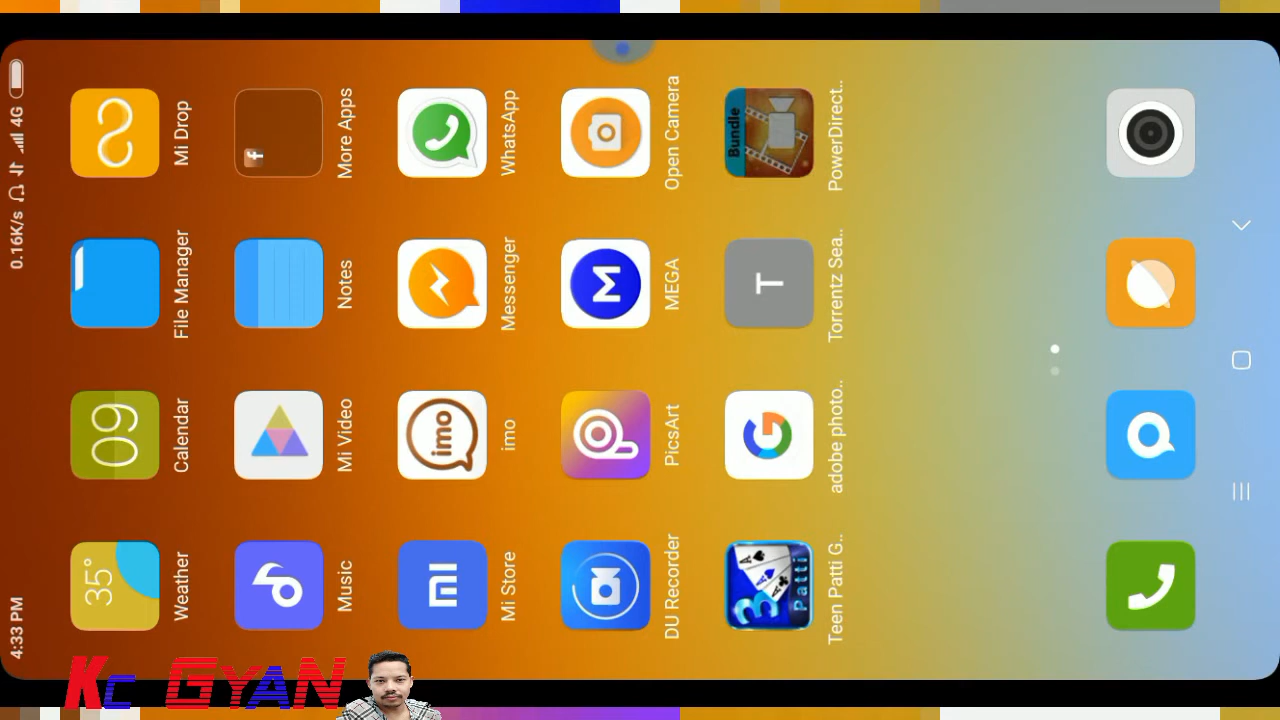 4:33 PM
0.16K/s
4G
35°
Weather
09
Calendar
File Manager
Mi Drop
Music
Mi Video
Notes
f
More Apps
mi
Mi Store
imo
imo
Messenger
WhatsApp
DU Recorder
PicsArt
M
MEGA
Open Camera
3
Patti
Teen Patti G..
G
adobe photo..
T
Torrentz Sea..
Bundle
PowerDirect..
Kc GyaN